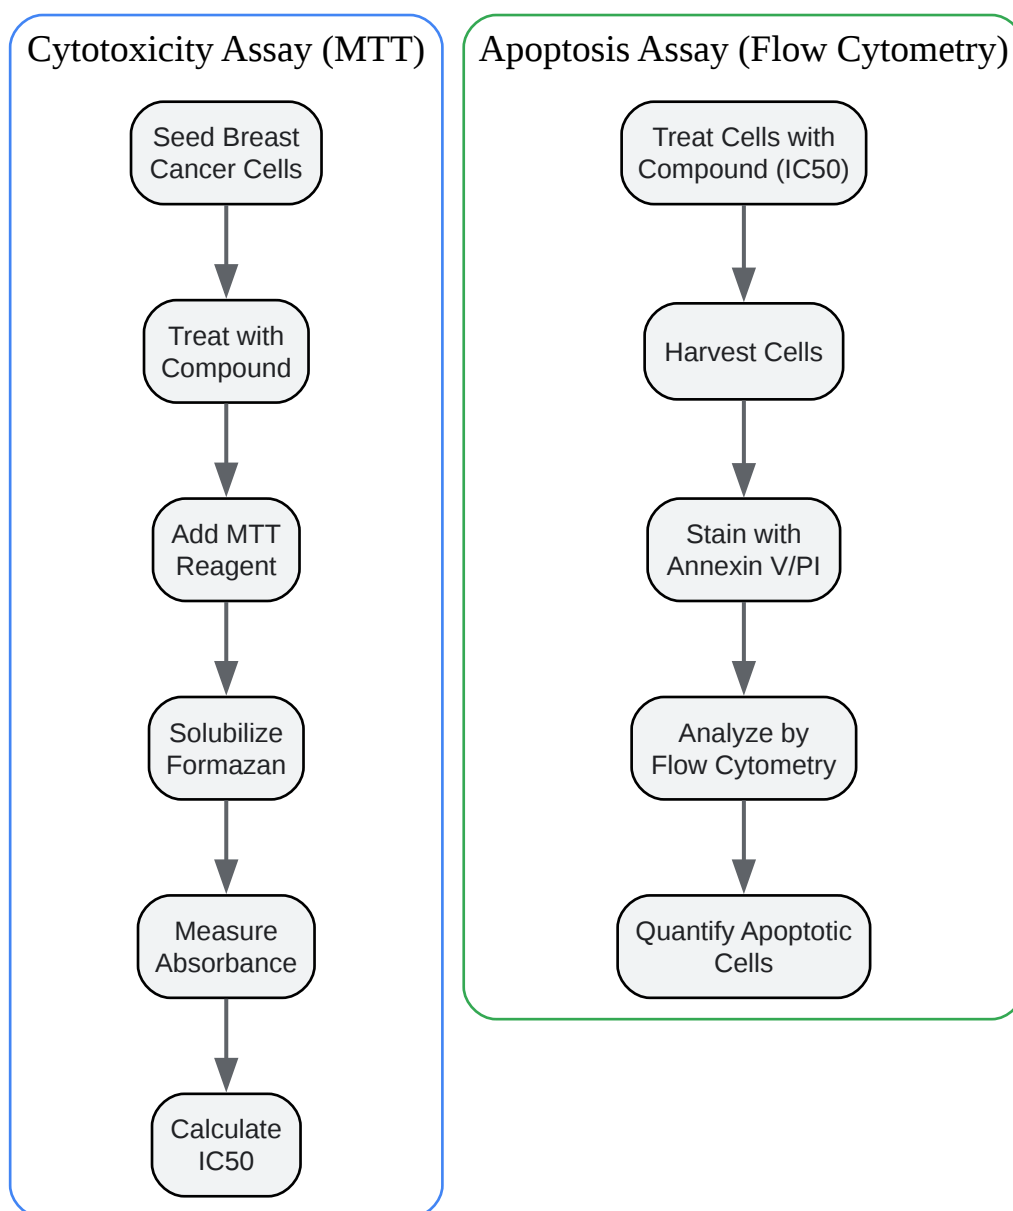 Cytotoxicity Assay (MTT)
Seed Breast
Cancer Cells
Treat with
Compound
Add MTT
Reagent
Solubilize
Formazan
Measure
Absorbance
Calculate
IC50
Apoptosis Assay (Flow Cytometry)
Treat Cells with
Compound (IC50)
Harvest Cells
Stain with
Annexin V/PI
Analyze by
Flow Cytometry
Quantify Apoptotic
Cells